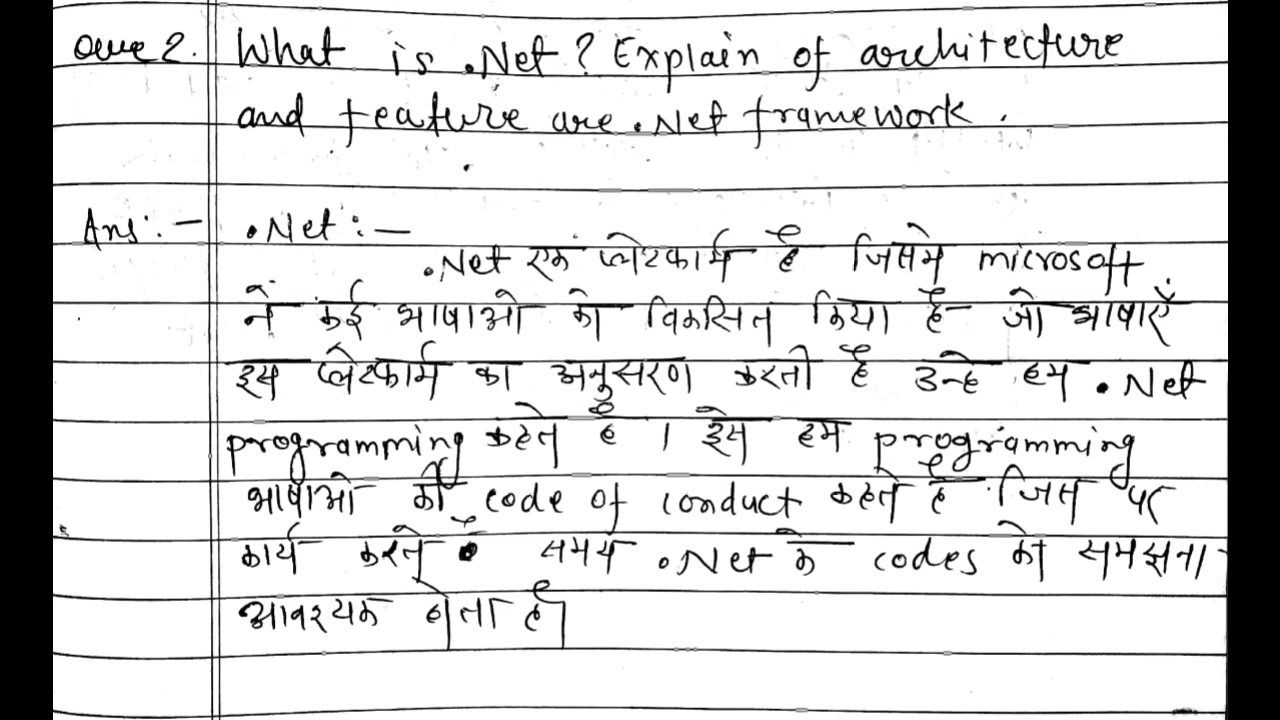 Que 2. What is .Net? Explain of architecture
and feature are .Net framework.
Ans:- .Net:-
.Net एक प्लेटफार्म है जिसमे microsoft
ने कई भाषाओ को विकसित किया है जो भाषाएँ
इस प्लेटफार्म का अनुसरण करती है उन्हे हम .Net
programming कहते है । इसे हम programming
भाषाओ की code of conduct कहते है जिस पर
कार्य करते समय .Net के codes को समझना
आवश्यक होता है।